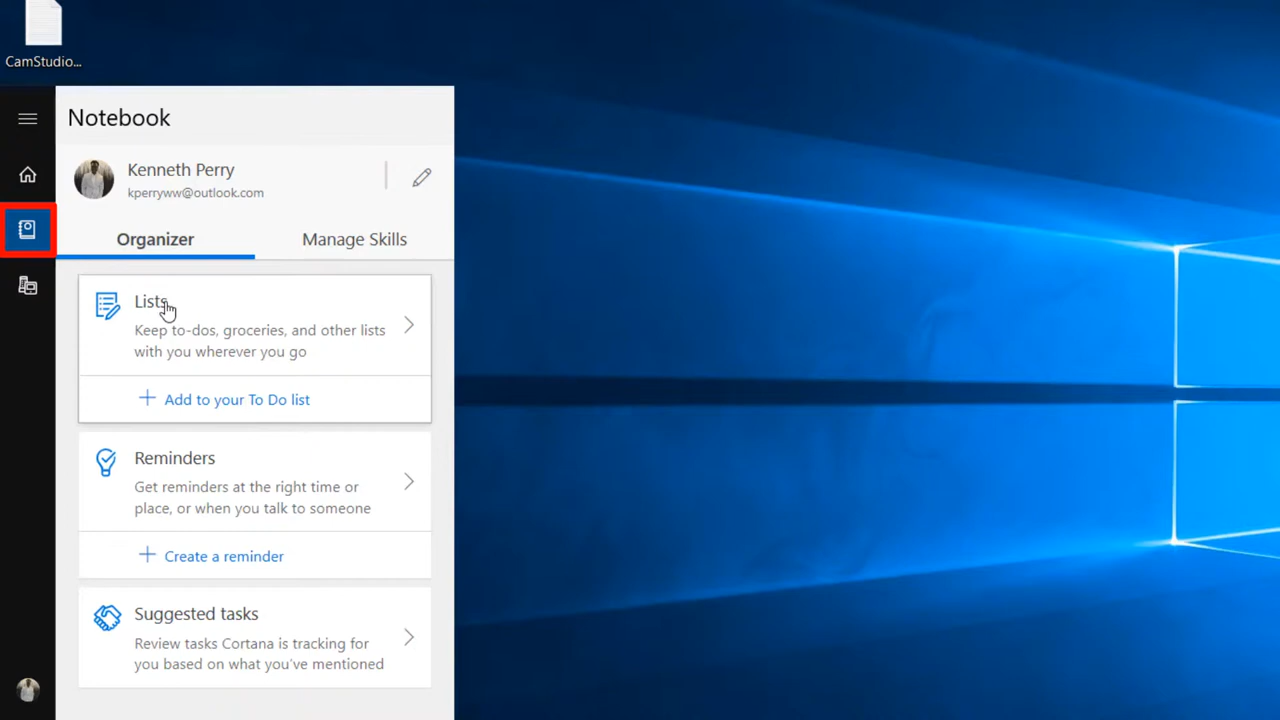 CamStudio...
Notebook
Kenneth Perry
kperryww@outlook.com
Organizer
Manage Skills
Lists
Keep to-dos, groceries, and other lists
with you wherever you go
Add to your To Do list
Reminders
Get reminders at the right time or
place, or when you talk to someone
Create a reminder
Suggested tasks
Review tasks Cortana is tracking for
you based on what you've mentioned